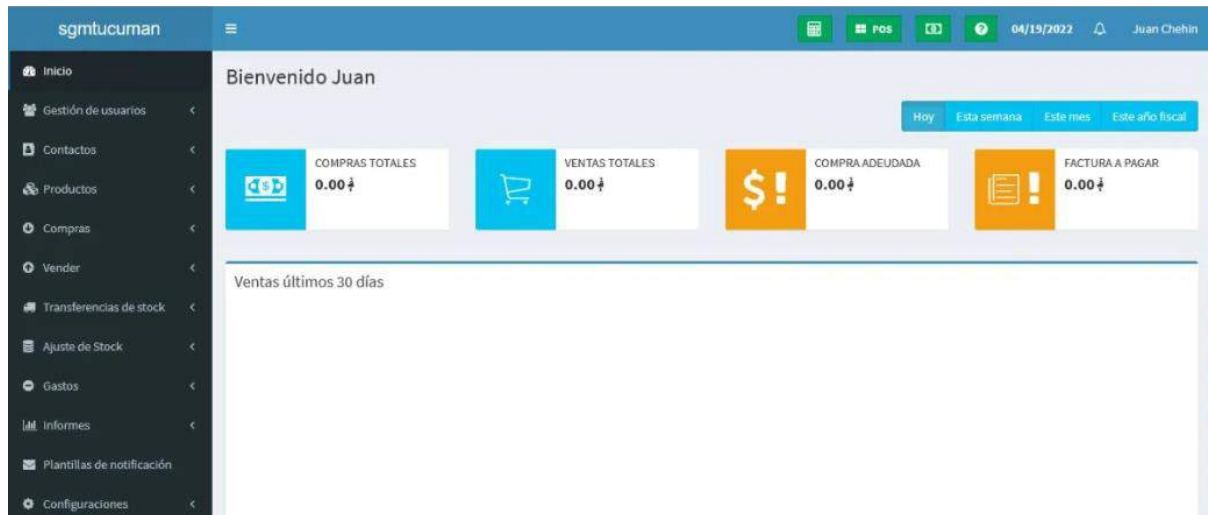 sgmtucuman
POS
04/19/2022
Juan Chehin
Inicio
Gestión de usuarios
Contactos
Productos
Compras
Vender
Transferencias de stock
Ajuste de Stock
Gastos
Informes
Plantillas de notificación
Configuraciones
Bienvenido Juan
Hoy
Esta semana
Este mes
Este año fiscal
COMPRAS TOTALES
0.00 ؋
VENTAS TOTALES
0.00 ؋
COMPRA ADEUDADA
0.00 ؋
FACTURA A PAGAR
0.00 ؋
Ventas últimos 30 días